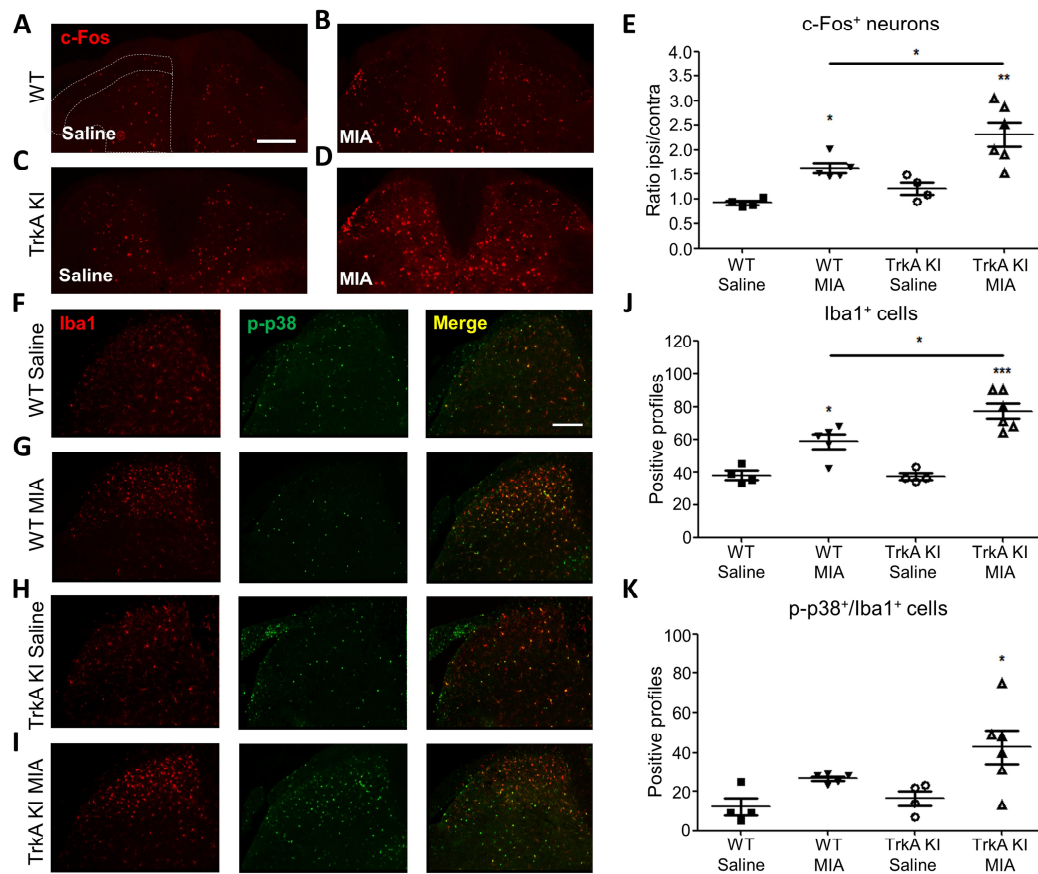 A
c-Fos
WT
Saline
B
MIA
C
TrkA KI
Saline
D
MIA
E
c-Fos⁺ neurons
Ratio ipsi/contra
4.0
3.5
3.0
2.5
2.0
1.5
1.0
0.5
0.0
*
*
**
WT
Saline
WT
MIA
TrkA KI
Saline
TrkA KI
MIA
F
WT Saline
Iba1
p-p38
Merge
G
WT MIA
H
TrkA KI Saline
I
TrkA KI MIA
J
Iba1⁺ cells
Positive profiles
120
100
80
60
40
20
0
*
*
***
WT
Saline
WT
MIA
TrkA KI
Saline
TrkA KI
MIA
K
p-p38⁺/Iba1⁺ cells
Positive profiles
100
80
60
40
20
0
*
WT
Saline
WT
MIA
TrkA KI
Saline
TrkA KI
MIA